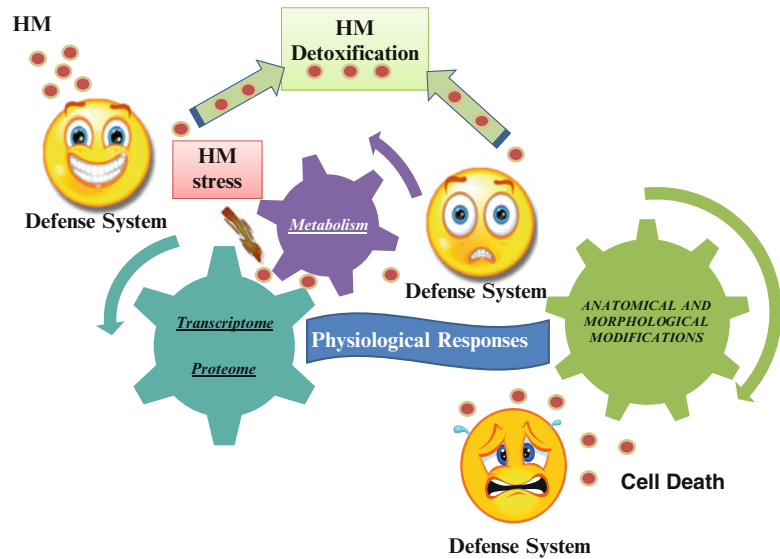 HM
HM
Detoxification
HM
stress
Defense System
Metabolism
Defense System
Transcriptome
Proteome
Physiological Responses
ANATOMICAL AND
MORPHOLOGICAL
MODIFICATIONS
Cell Death
Defense System